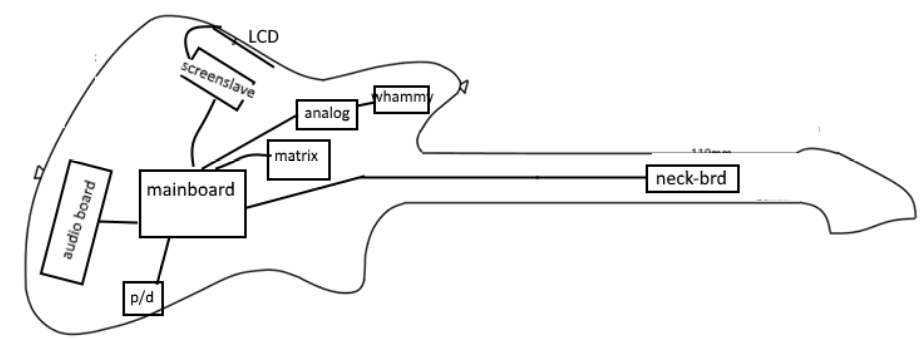 LCD
screenslave
whammy
analog
matrix
neck-brd
mainboard
audio board
p/d